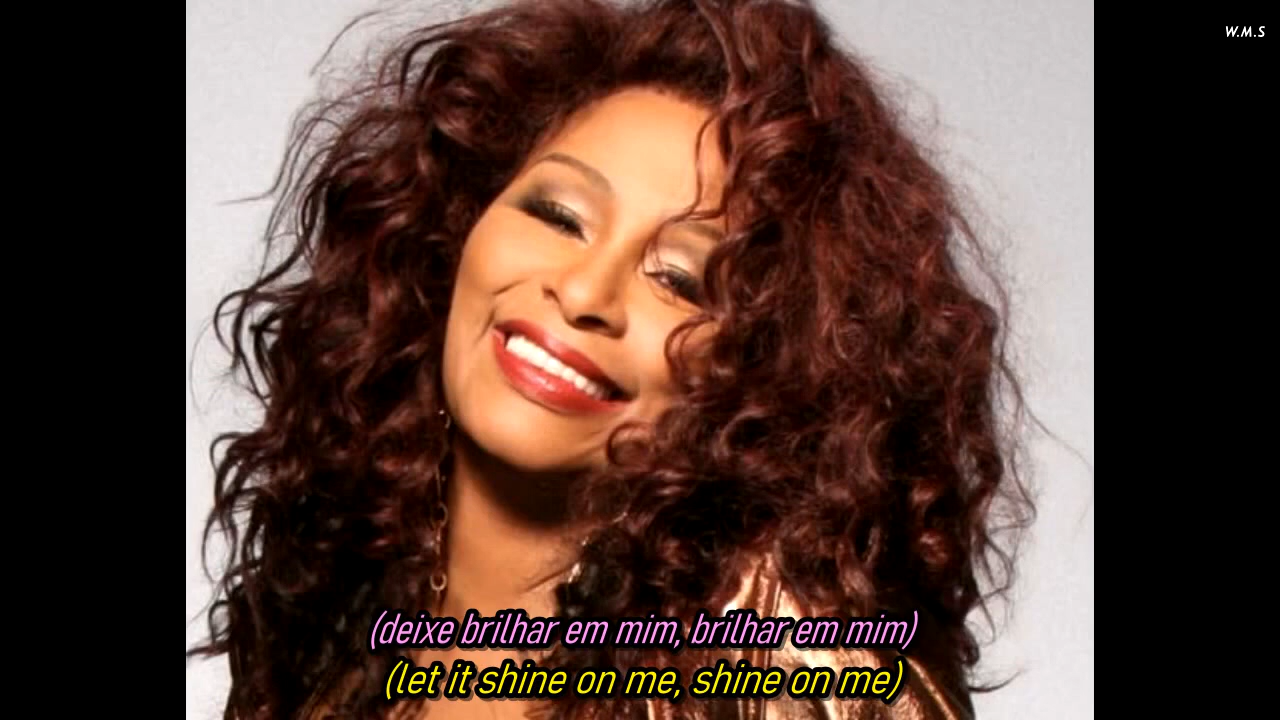 W.M.S
(deixe brilhar em mim, brilhar em mim)
(let it shine on me, shine on me)